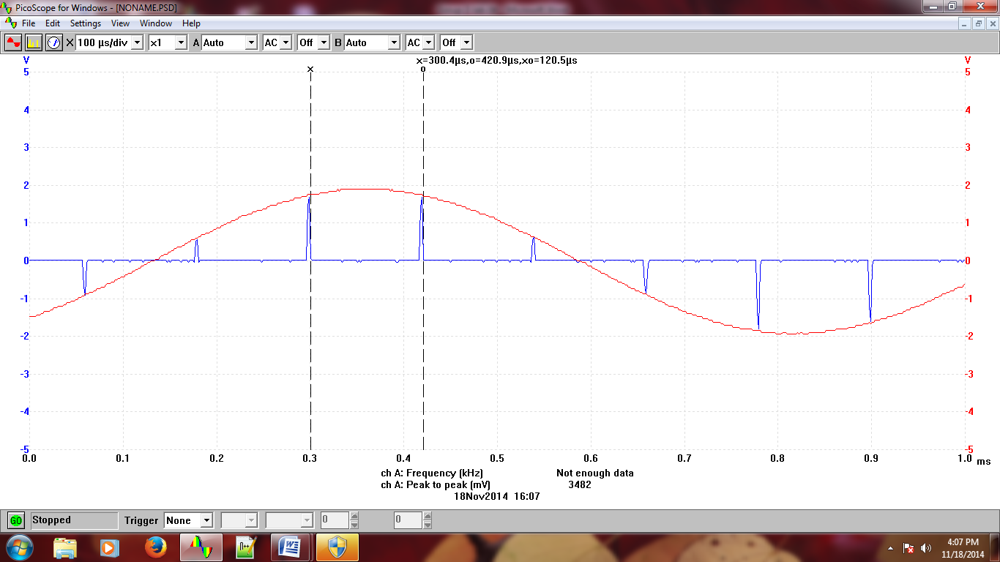 PicoScope for Windows - [NONAME.PSD]
File Edit Settings View Window Help
X 100 µs/div x1 A Auto AC Off B Auto AC Off
V x=300.4µs,o=420.9µs,xo=120.5µs V
x o
5 5
4 4
3 3
2 2
1 1
0 0
-1 -1
-2 -2
-3 -3
-4 -4
-5 -5
0.0 0.1 0.2 0.3 0.4 0.5 0.6 0.7 0.8 0.9 1.0 ms
ch A: Frequency (kHz) Not enough data
ch A: Peak to peak (mV) 3482
18Nov2014 16:07
GO Stopped Trigger None 0 0
4:07 PM
11/18/2014